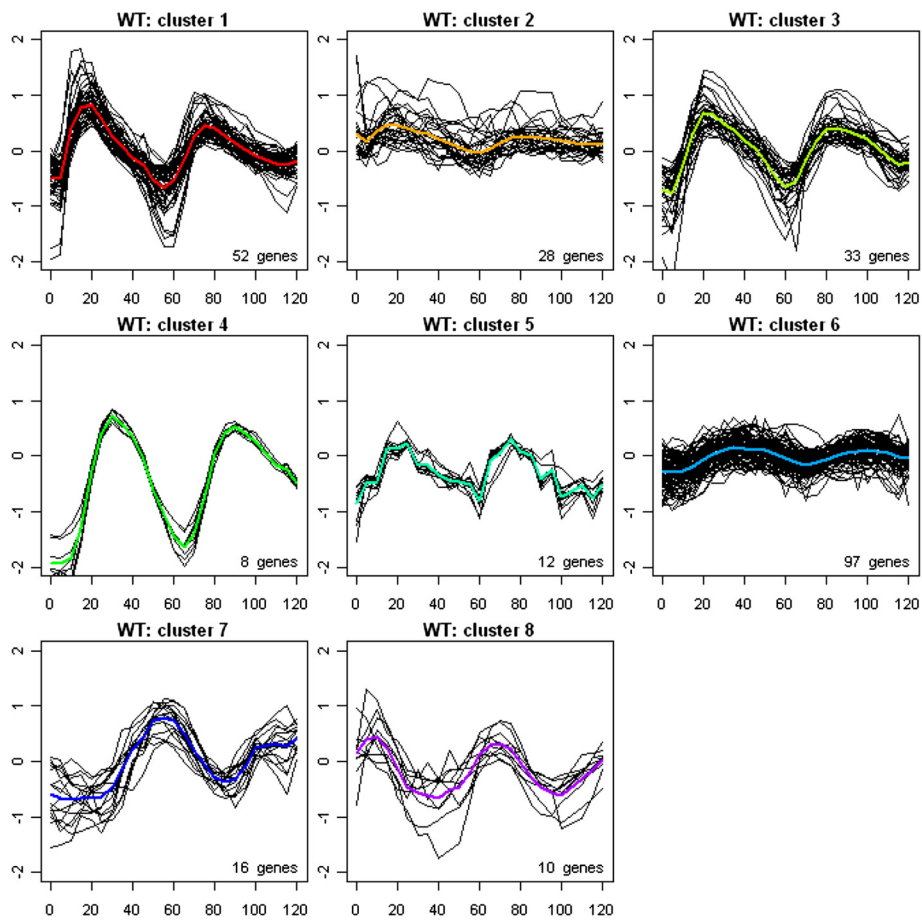 WT: cluster 1
2
1
0
-1
-2
52 genes
0 20 40 60 80 100 120
WT: cluster 2
2
1
0
-1
-2
28 genes
0 20 40 60 80 100 120
WT: cluster 3
2
1
0
-1
-2
33 genes
0 20 40 60 80 100 120
WT: cluster 4
2
1
0
-1
-2
8 genes
0 20 40 60 80 100 120
WT: cluster 5
2
1
0
-1
-2
12 genes
0 20 40 60 80 100 120
WT: cluster 6
2
1
0
-1
-2
97 genes
0 20 40 60 80 100 120
WT: cluster 7
2
1
0
-1
-2
16 genes
0 20 40 60 80 100 120
WT: cluster 8
2
1
0
-1
-2
10 genes
0 20 40 60 80 100 120